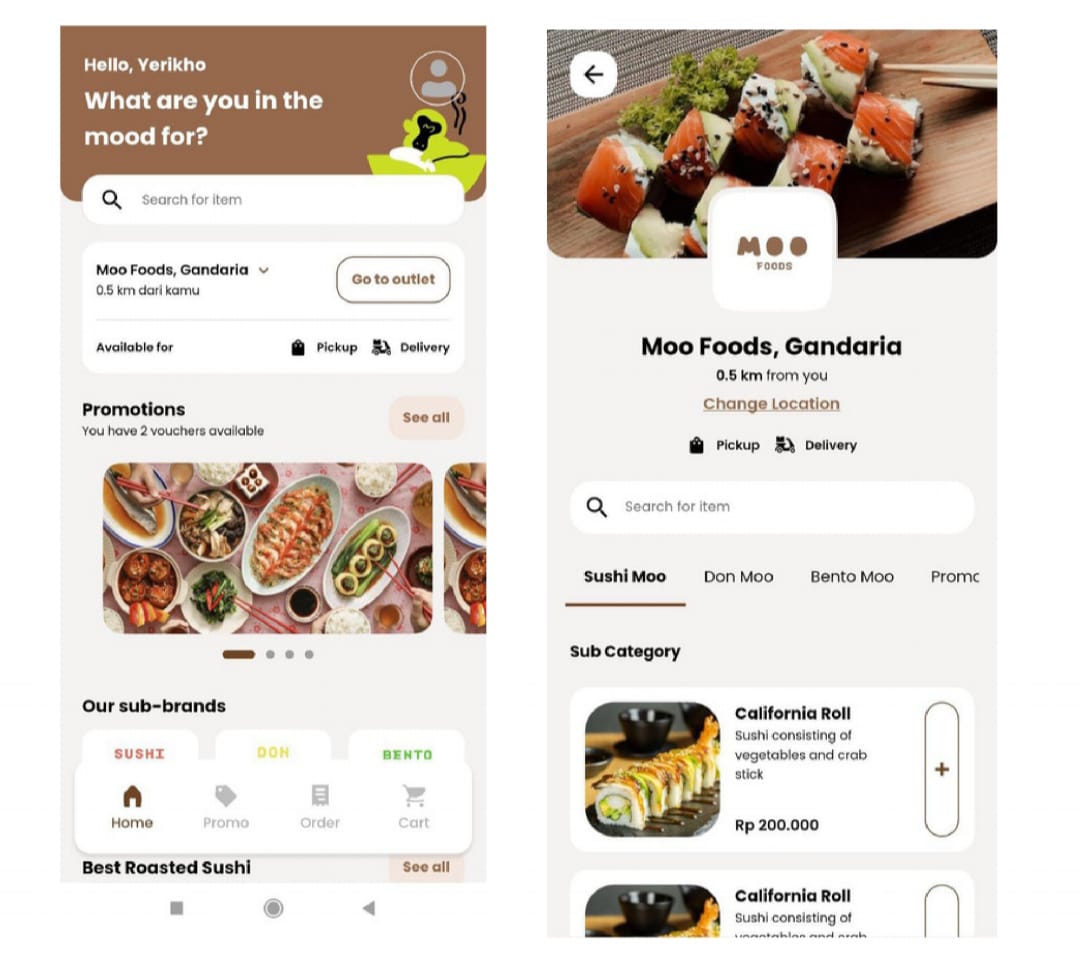 Hello, Yerikho
What are you in the
mood for?
Search for item
Moo Foods, Gandaria
0.5 km dari kamu
Go to outlet
Available for
Pickup
Delivery
Promotions
You have 2 vouchers available
See all
Our sub-brands
SUSHI
DON
BENTO
Home
Promo
Order
Cart
Best Roasted Sushi
See all
MOO
FOODS
Moo Foods, Gandaria
0.5 km from you
Change Location
Pickup
Delivery
Search for item
Sushi Moo
Don Moo
Bento Moo
Promo
Sub Category
California Roll
Sushi consisting of
vegetables and crab
stick
Rp 200.000
+
California Roll
Sushi consisting of
vegetables and crab